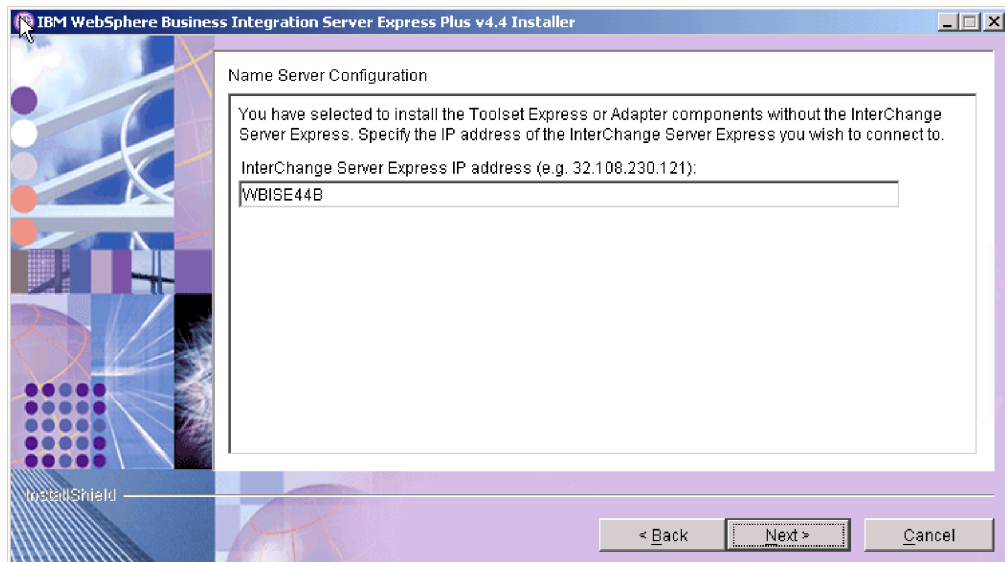 IBM WebSphere Business Integration Server Express Plus v4.4 Installer
Name Server Configuration
You have selected to install the Toolset Express or Adapter components without the InterChange
Server Express. Specify the IP address of the InterChange Server Express you wish to connect to.
InterChange Server Express IP address (e.g. 32.108.230.121):
WBISE44B
InstallShield
< Back
Next >
Cancel